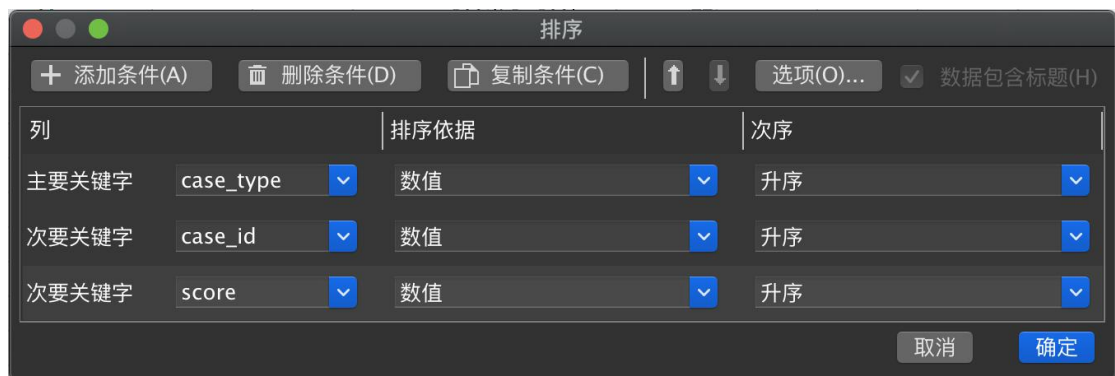 排序
添加条件(A) 删除条件(D) 复制条件(C) 选项(O)... 数据包含标题(H)
列 排序依据 次序
主要关键字 case_type 数值 升序
次要关键字 case_id 数值 升序
次要关键字 score 数值 升序
取消 确定